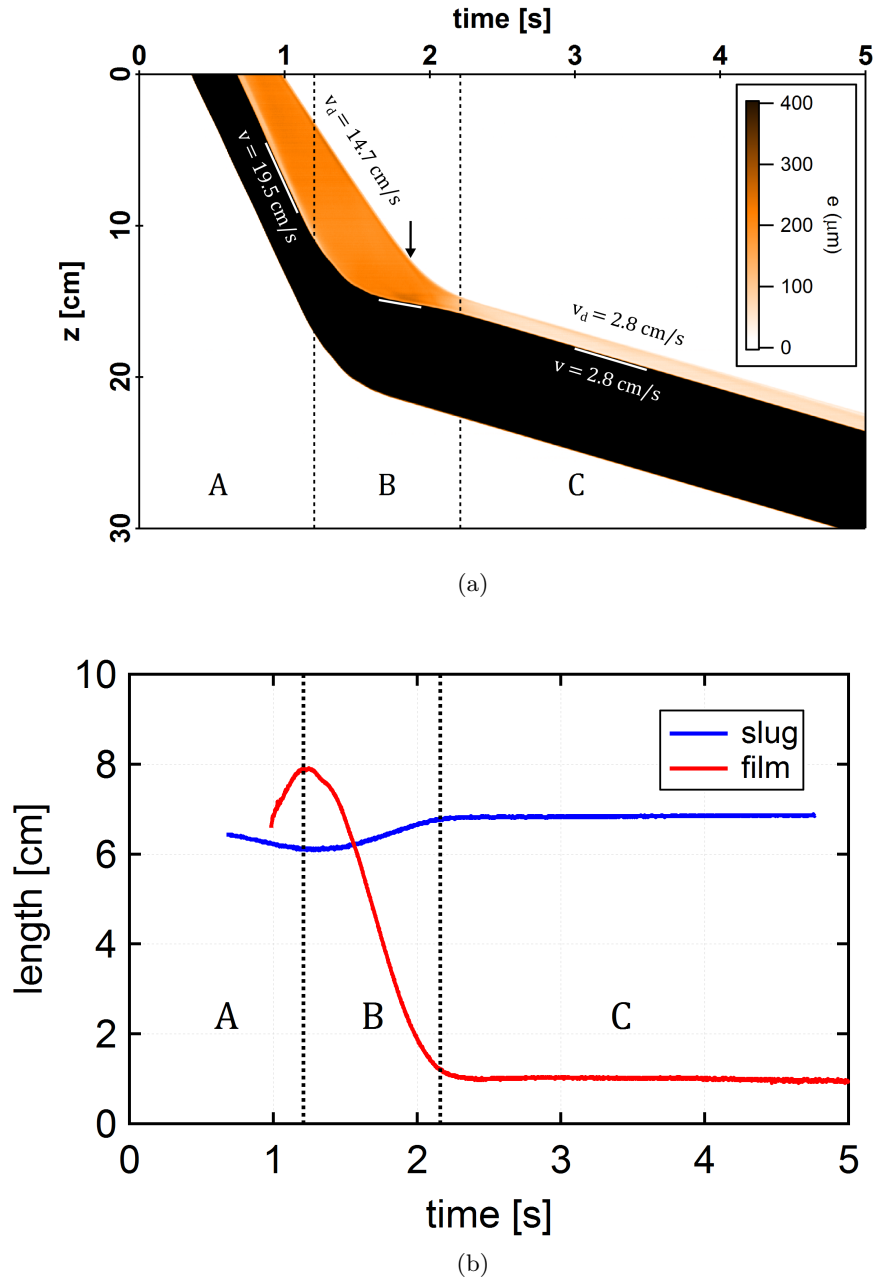 time [s]
0 1 2 3 4 5
0
10
20
30
z [cm]
v = 19.5 cm/s
v_d = 14.7 cm/s
v_d = 2.8 cm/s
v = 2.8 cm/s
A B C
400
300
200
100
0
e (μm)
(a)
10
8
6
4
2
0
length [cm]
slug
film
A B C
0 1 2 3 4 5
time [s]
(b)